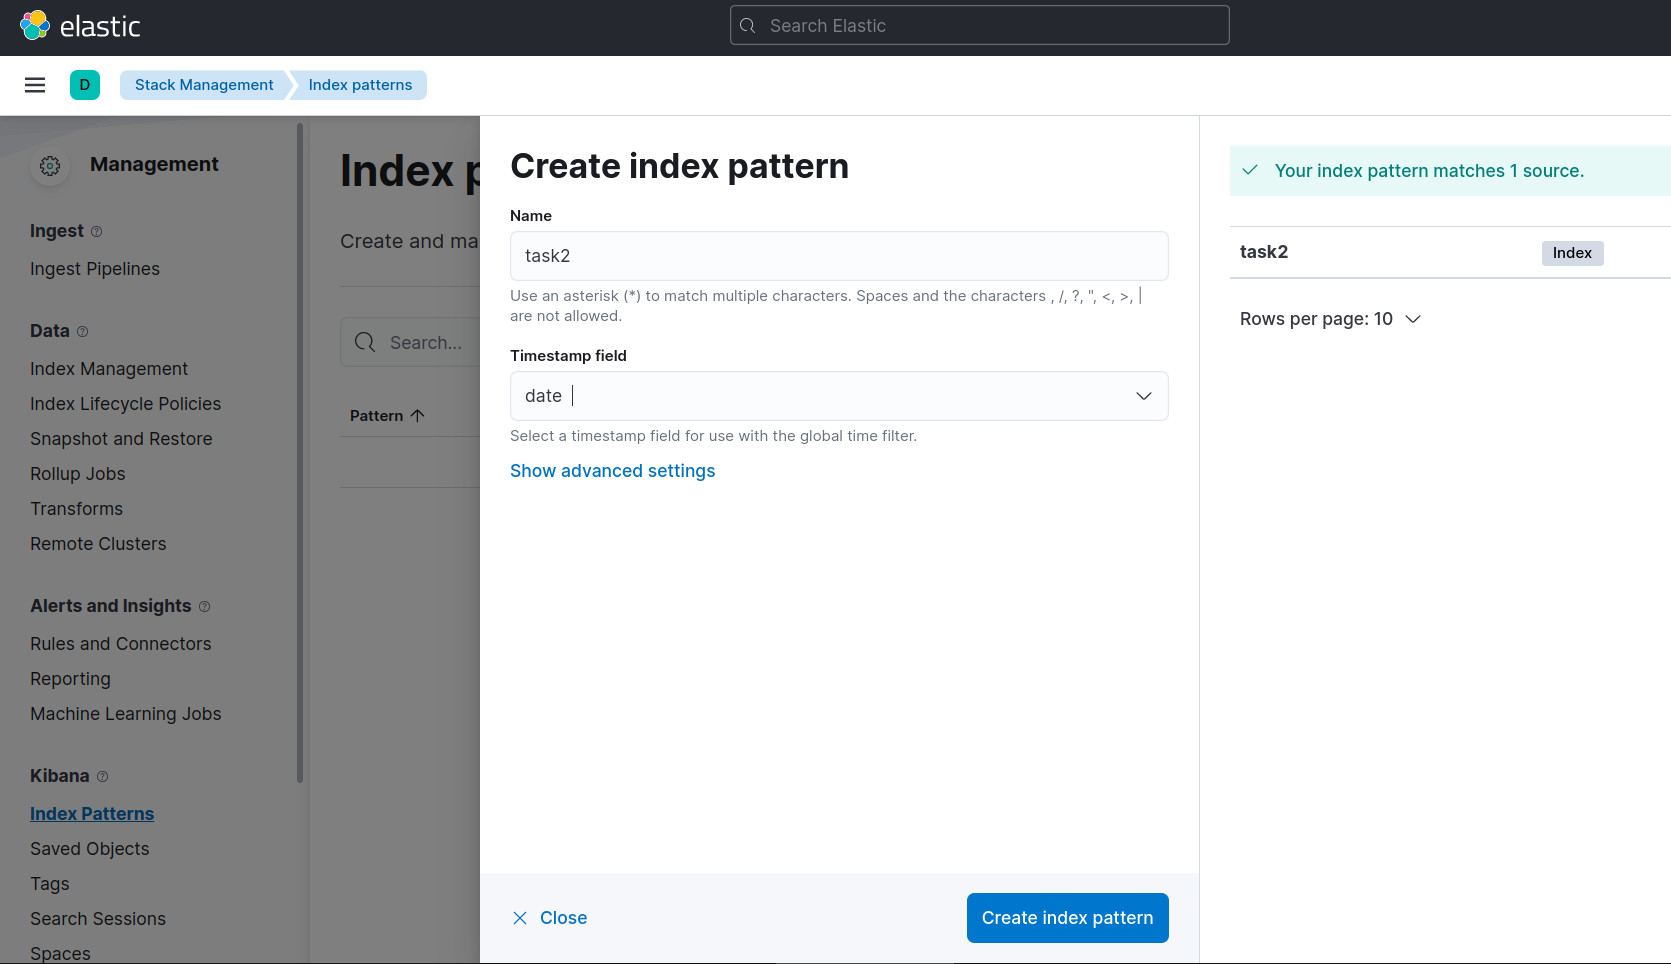 elastic
Search Elastic
D
Stack Management
Index patterns
Management
Ingest
Ingest Pipelines
Data
Index Management
Index Lifecycle Policies
Snapshot and Restore
Rollup Jobs
Transforms
Remote Clusters
Alerts and Insights
Rules and Connectors
Reporting
Machine Learning Jobs
Kibana
Index Patterns
Saved Objects
Tags
Search Sessions
Spaces
Index p
Create and ma
Search...
Pattern
Create index pattern
Name
task2
Use an asterisk (*) to match multiple characters. Spaces and the characters , /, ?, ", <, >, |
are not allowed.
Timestamp field
date
Select a timestamp field for use with the global time filter.
Show advanced settings
Close
Create index pattern
Your index pattern matches 1 source.
task2
Index
Rows per page: 10